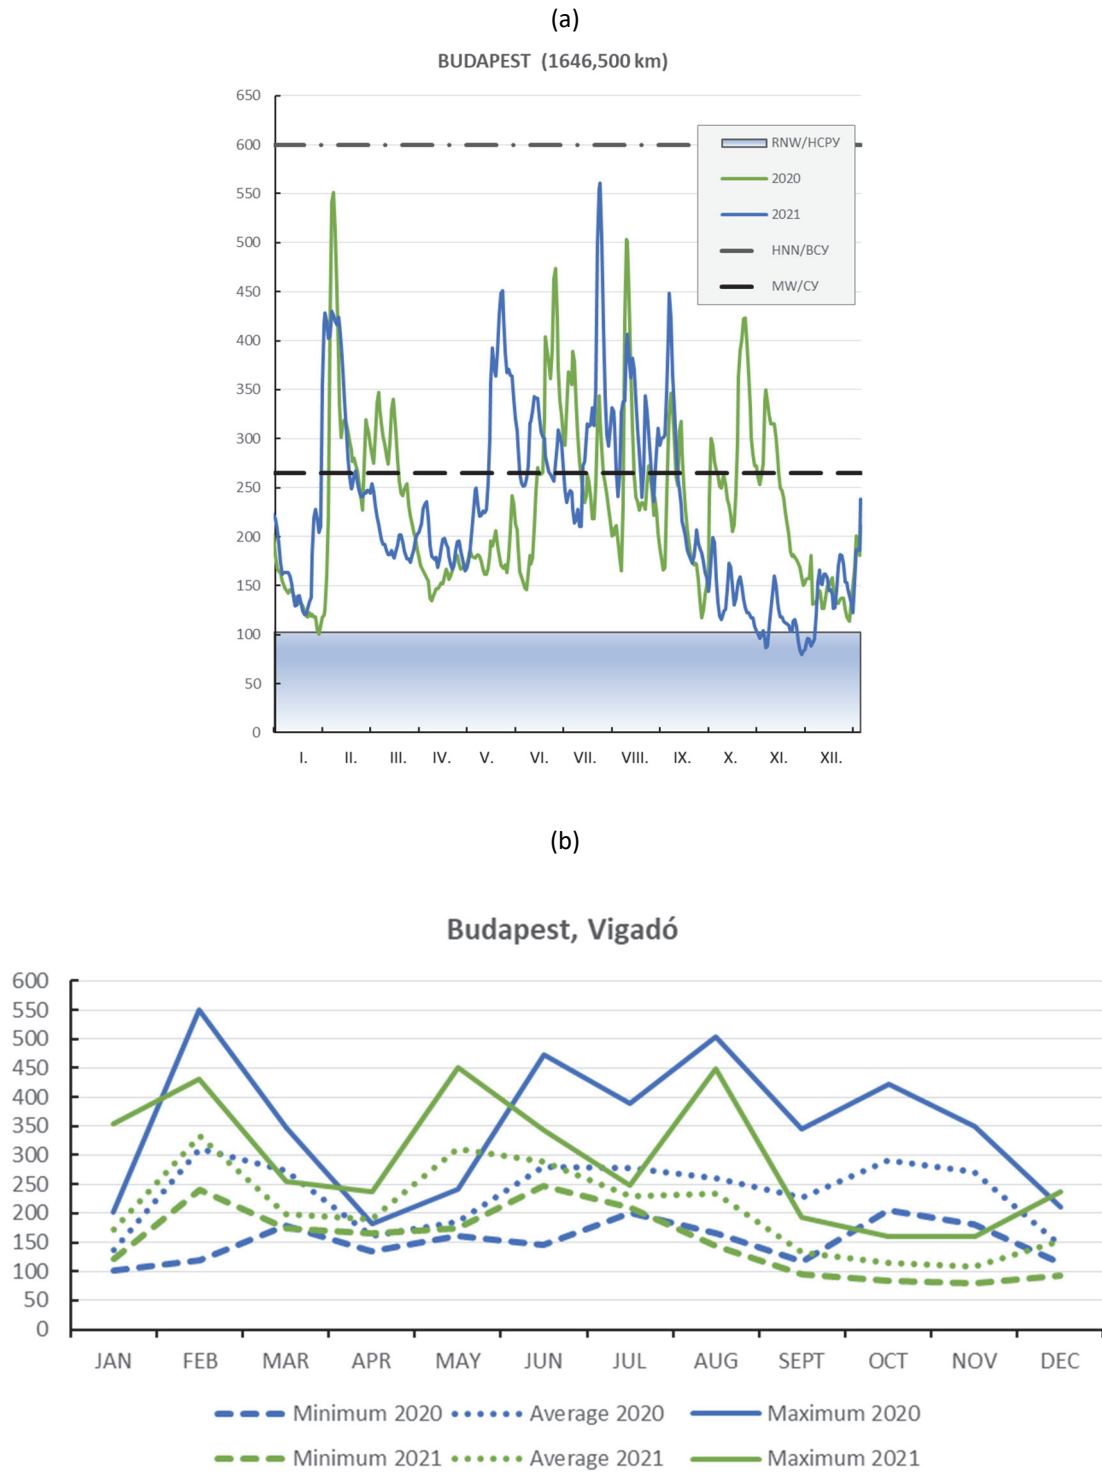 (a)
BUDAPEST (1646,500 km)
650
600
550
500
450
400
350
300
250
200
150
100
50
0
RNW/НСРУ
2020
2021
HNN/ВСУ
MW/СУ
I. II. III. IV. V. VI. VII. VIII. IX. X. XI. XII.
(b)
Budapest, Vigadó
600
550
500
450
400
350
300
250
200
150
100
50
0
JAN FEB MAR APR MAY JUN JUL AUG SEPT OCT NOV DEC
Minimum 2020 Average 2020 Maximum 2020
Minimum 2021 Average 2021 Maximum 2021